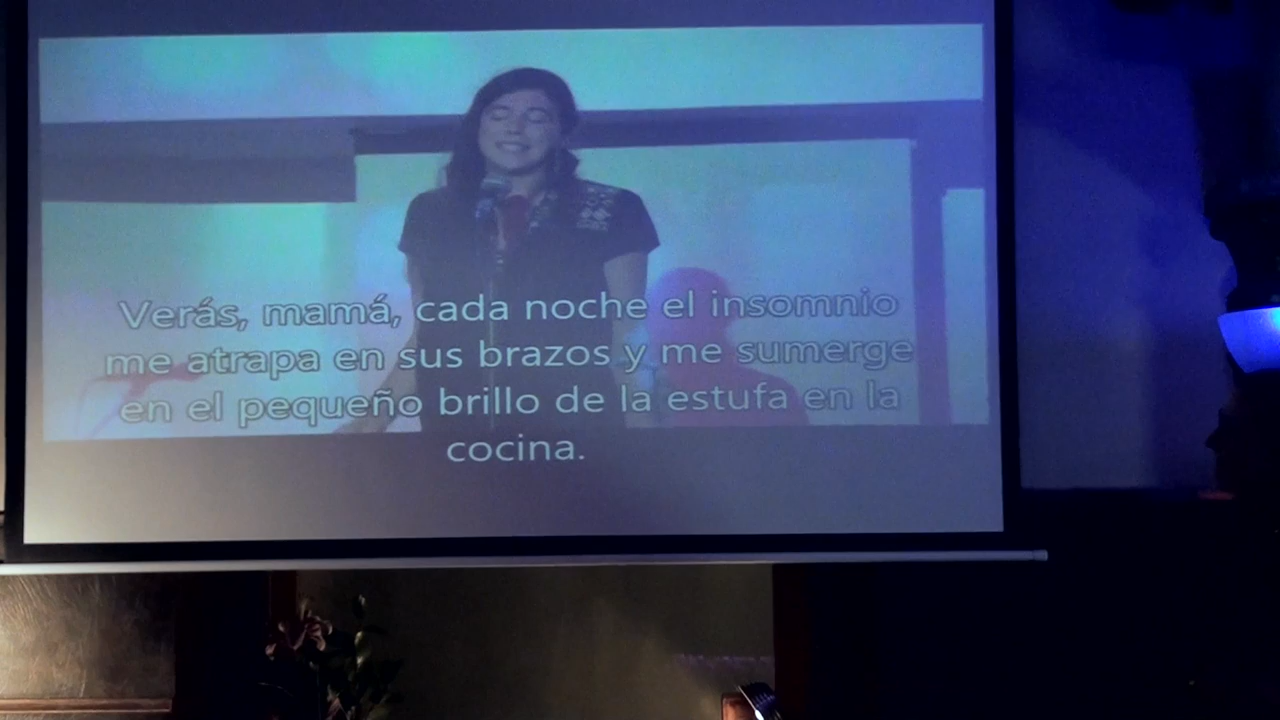 Verás, mamá, cada noche el insomnio
me atrapa en sus brazos y me sumerge
en el pequeño brillo de la estufa en la
cocina.